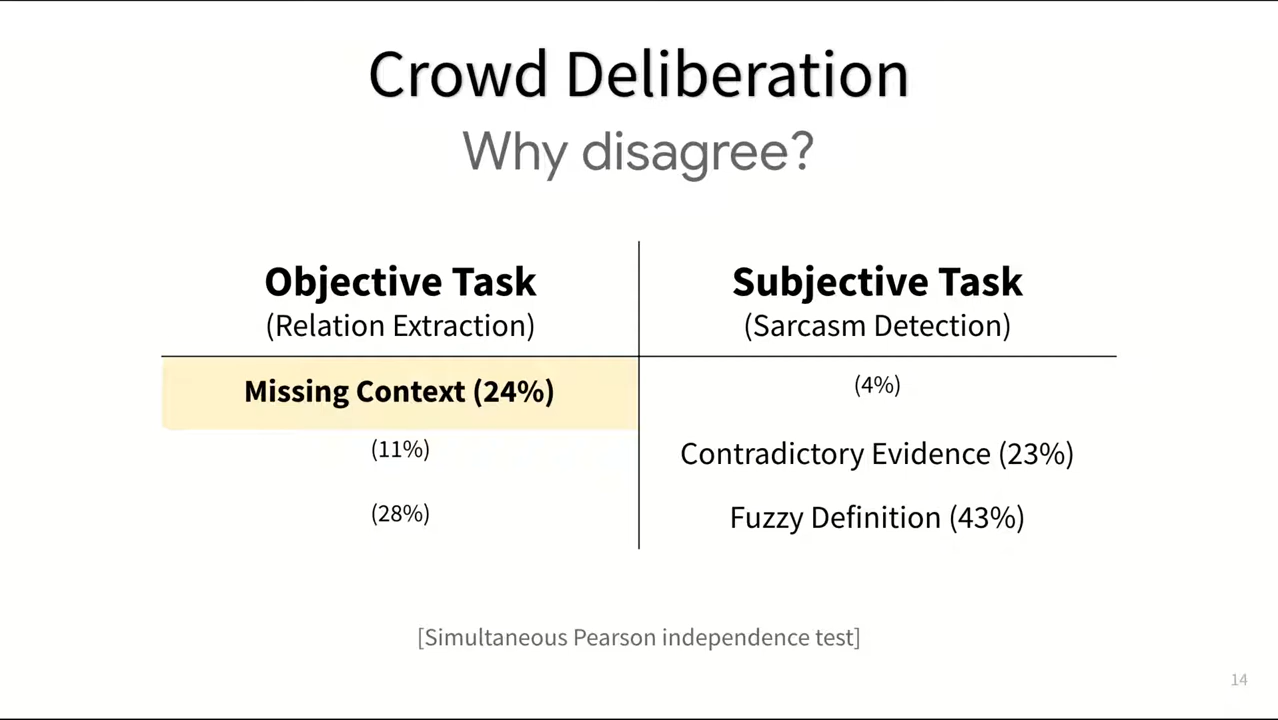 Crowd Deliberation
Why disagree?
Objective Task
(Relation Extraction)
Subjective Task
(Sarcasm Detection)
Missing Context (24%)
(4%)
(11%)
Contradictory Evidence (23%)
(28%)
Fuzzy Definition (43%)
[Simultaneous Pearson independence test]
14